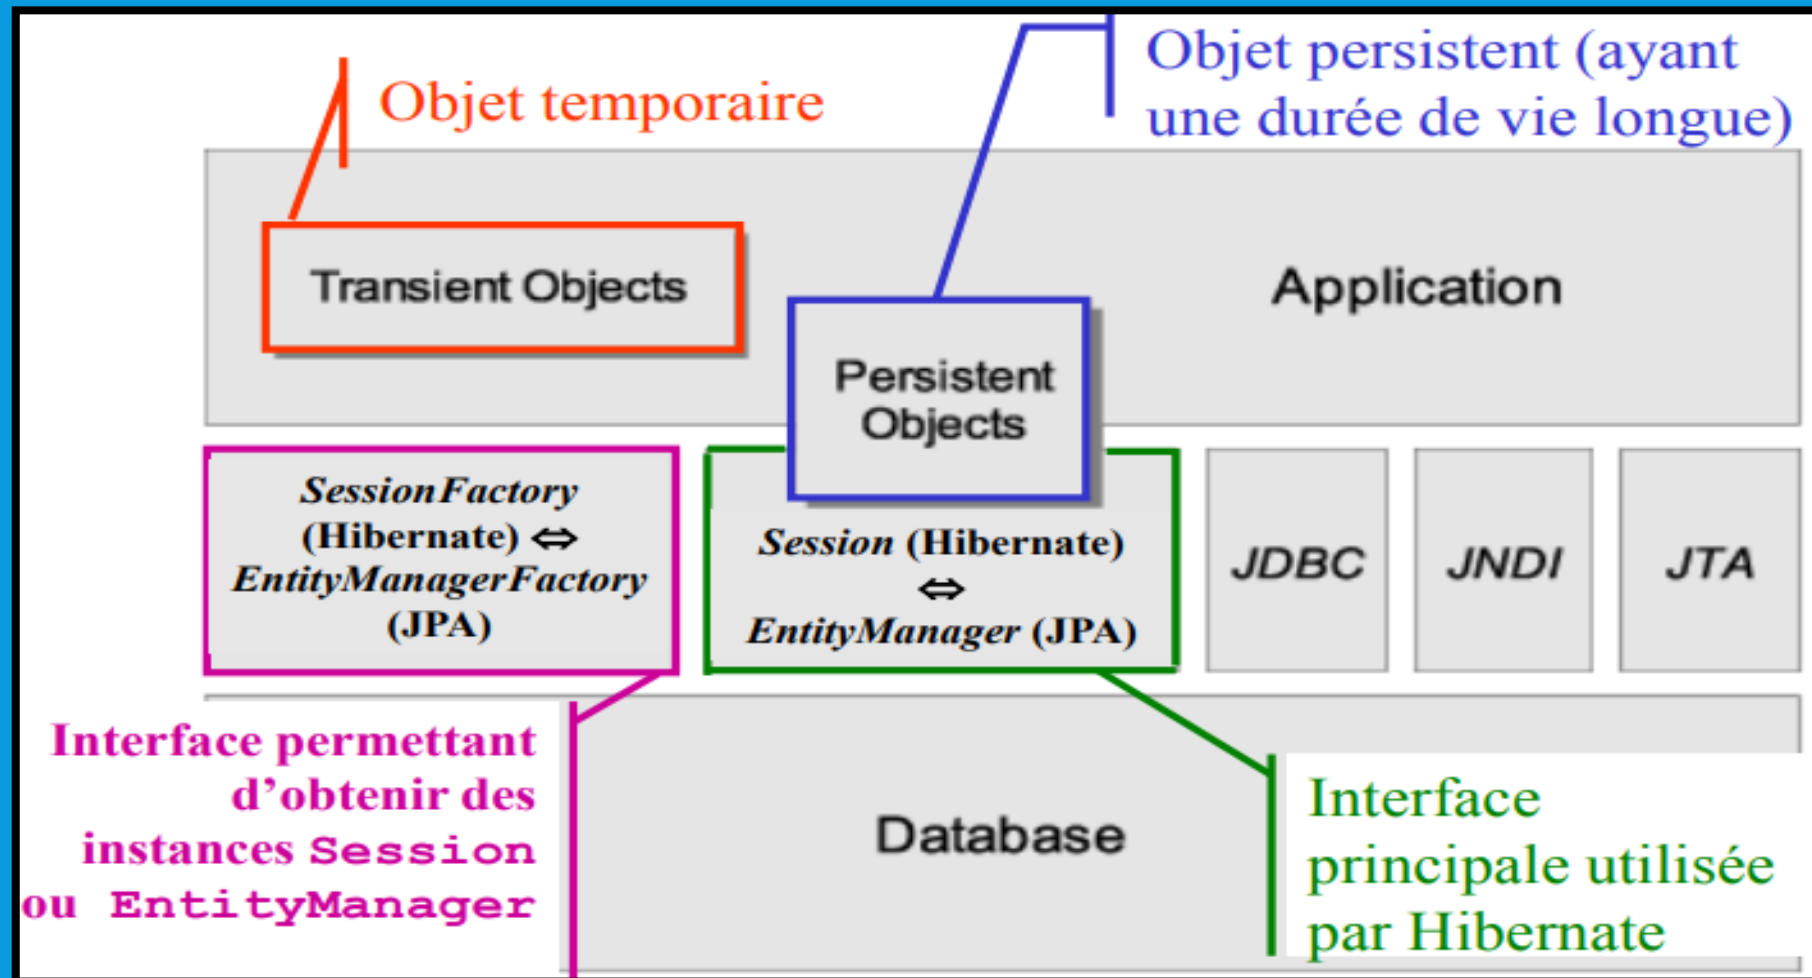 Objet temporaire
Objet persistent (ayant
une durée de vie longue)
Transient Objects
Application
Persistent
Objects
SessionFactory
(Hibernate) ⇔
EntityManagerFactory
(JPA)
Session (Hibernate)
⇔
EntityManager (JPA)
JDBC
JNDI
JTA
Interface permettant
d’obtenir des
instances Session
ou EntityManager
Database
Interface
principale utilisée
par Hibernate